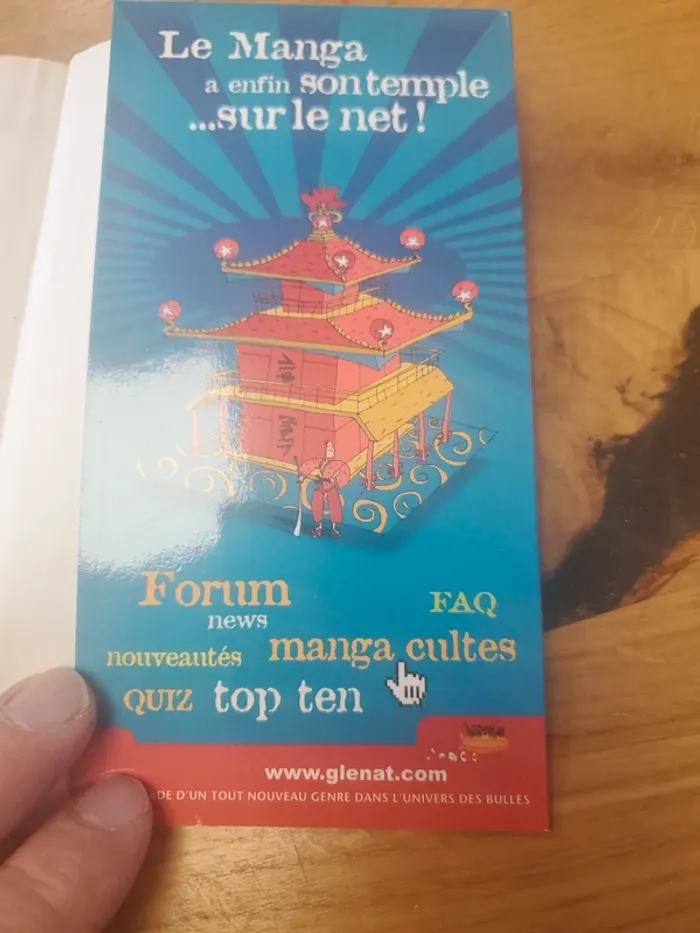 Le Manga
a enfin son temple
...sur le net !
Forum
FAQ
news
nouveautés
manga cultes
QUIZ
top ten
www.glenat.com
DE D'UN TOUT NOUVEAU GENRE DANS L'UNIVERS DES BULLES